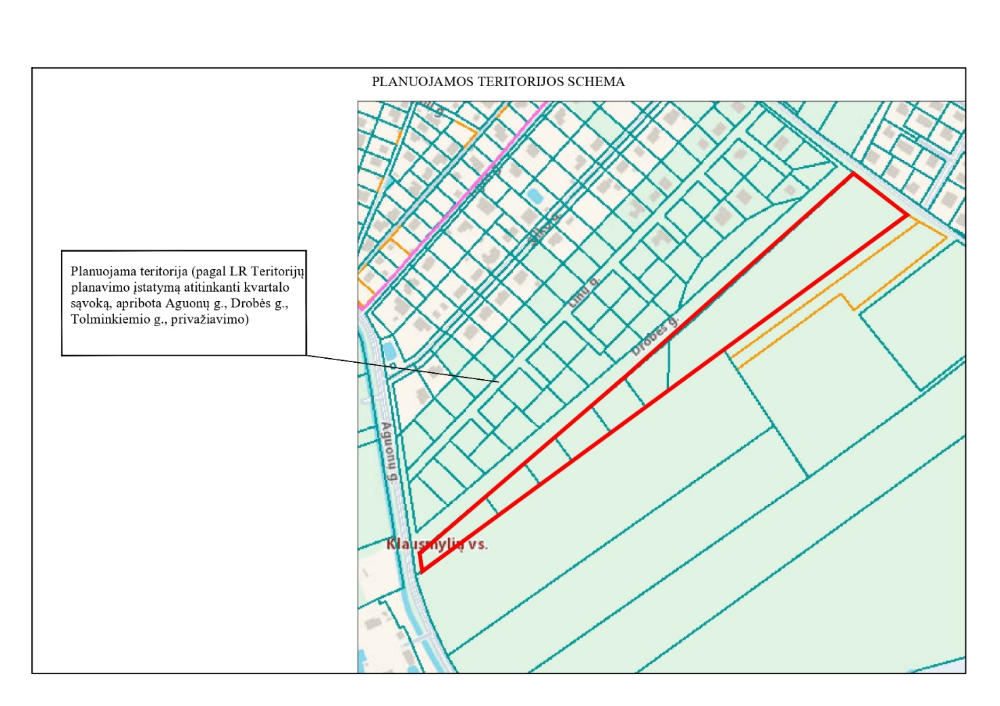 PLANUOJAMOS TERITORIJOS SCHEMA
Planuojama teritorija (pagal LR Teritorijų
planavimo įstatymą atitinkanti kvartalo
sąvoką, apribota Aguonų g., Drobės g.,
Tolminkiemio g., privažiavimo)
Linų g.
Drobės g.
Aguonų g.
Klausmylių vs.